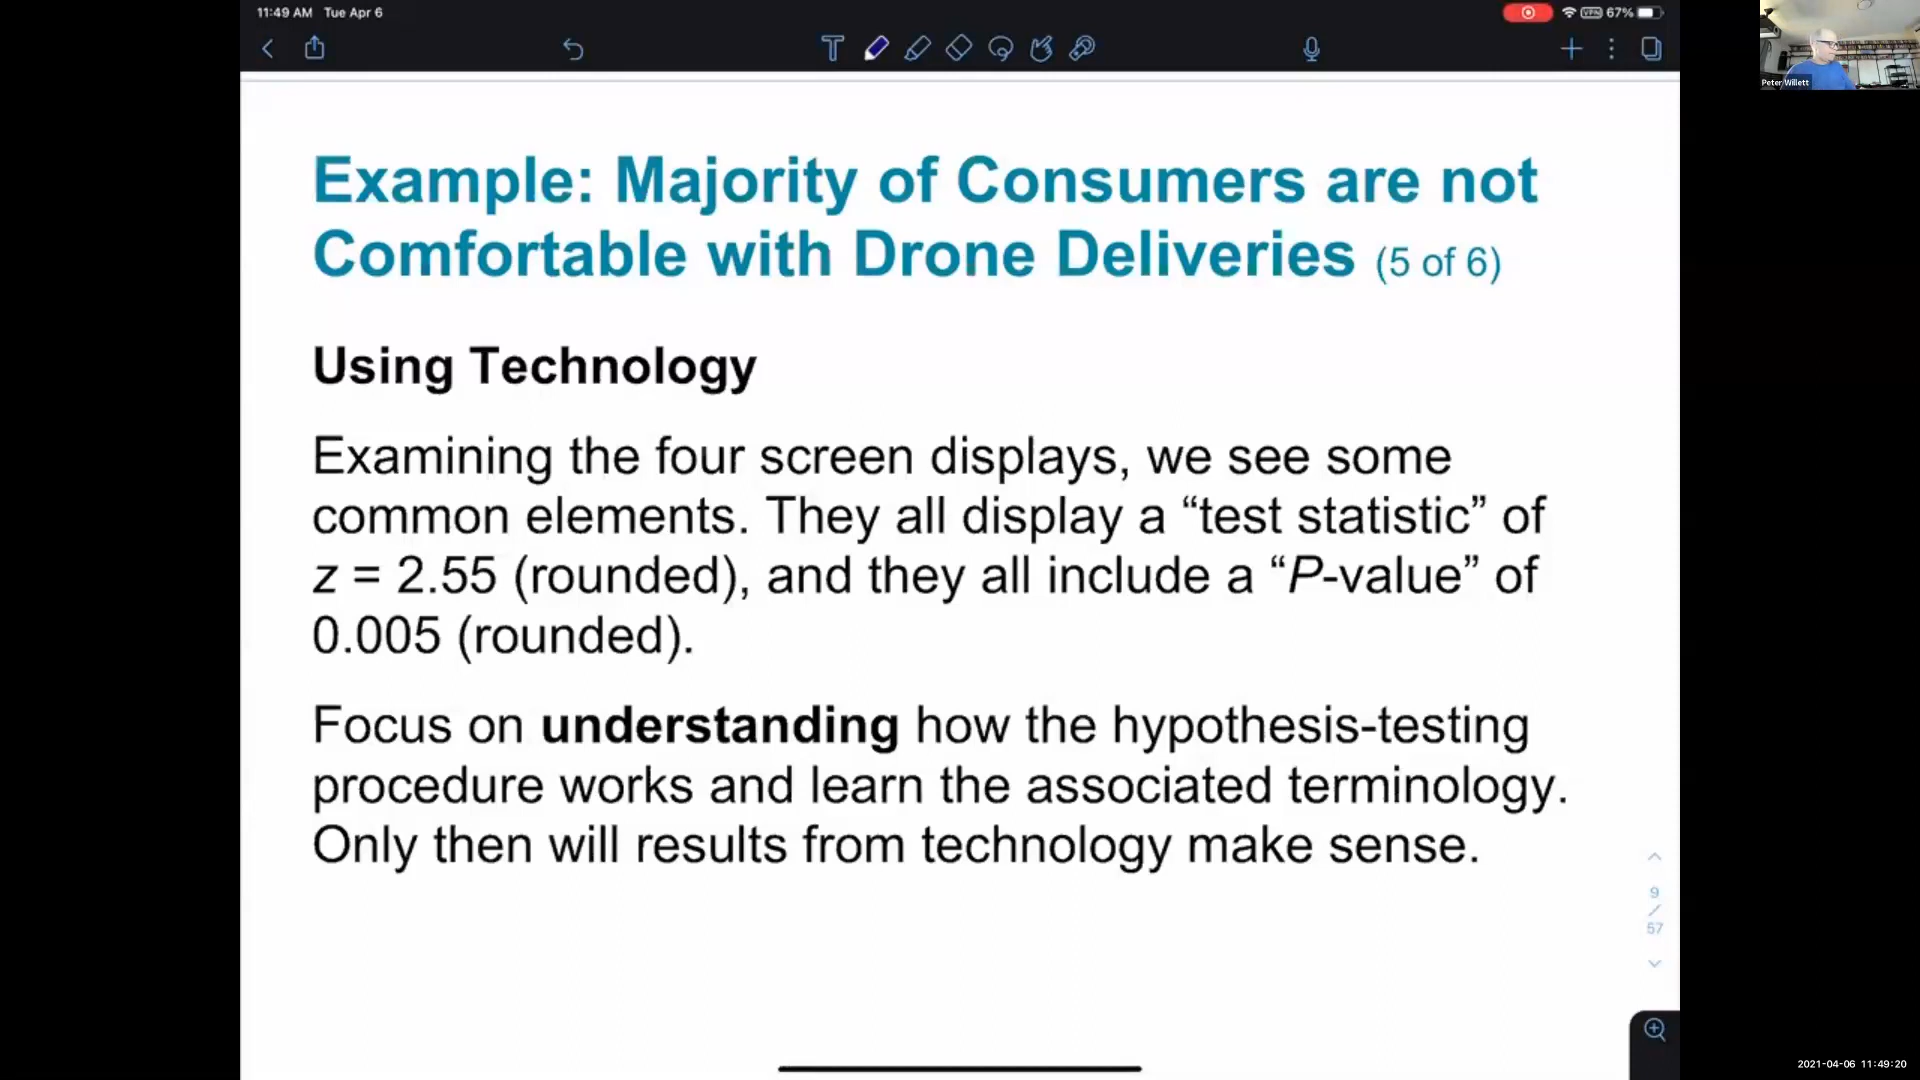 11:49 AM Tue Apr 6
VPN 67%
Peter Willett
Example: Majority of Consumers are not
Comfortable with Drone Deliveries (5 of 6)
Using Technology
Examining the four screen displays, we see some
common elements. They all display a “test statistic” of
z = 2.55 (rounded), and they all include a “P-value” of
0.005 (rounded).
Focus on understanding how the hypothesis-testing
procedure works and learn the associated terminology.
Only then will results from technology make sense.
9
/
57
2021-04-06 11:49:20